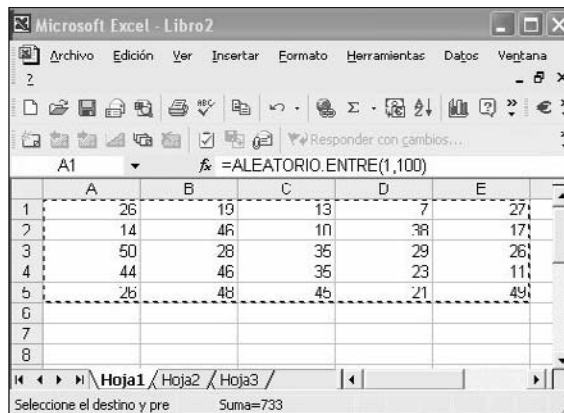 Microsoft Excel - Libro2
Archivo Edición Ver Insertar Formato Herramientas Datos Ventana
?
Responder con cambios...
A1 fx =ALEATORIO.ENTRE(1,100)
A B C D E
1 26 19 13 7 27
2 14 46 10 38 17
3 50 28 35 29 26
4 44 46 35 23 11
5 26 48 45 21 49
6
7
8
Hoja1 / Hoja2 / Hoja3 /
Seleccione el destino y pre Suma=733